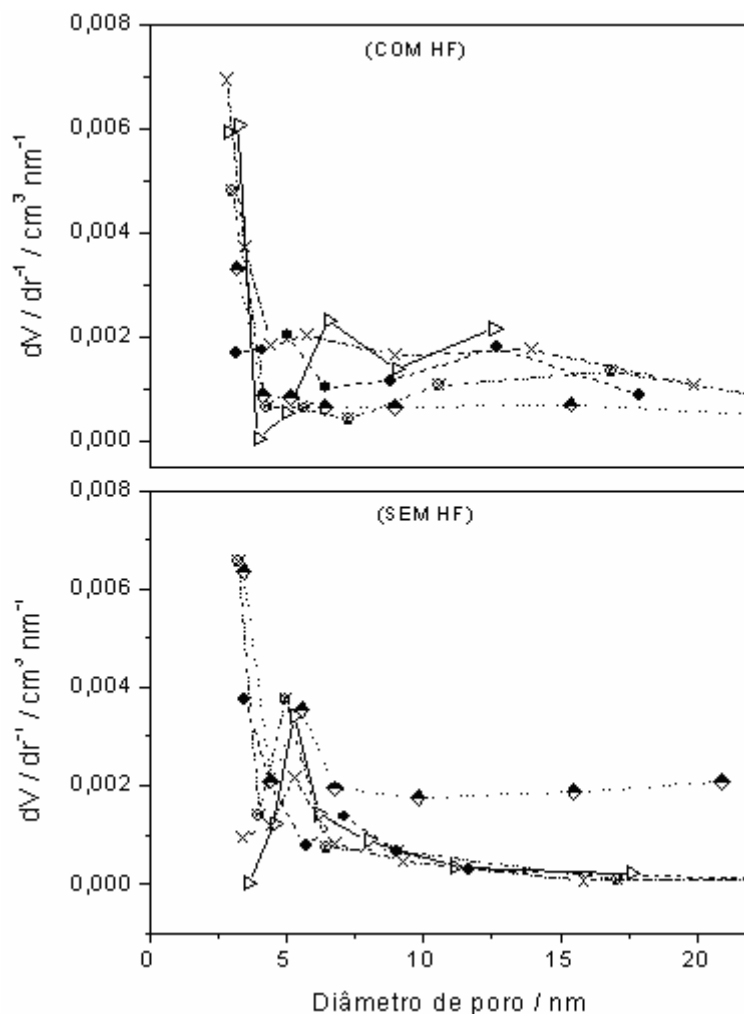 (COM HF)
0,008
0,006
0,004
0,002
0,000
dV / dr⁻¹ / cm³ nm⁻¹
(SEM HF)
0,008
0,006
0,004
0,002
0,000
dV / dr⁻¹ / cm³ nm⁻¹
0 5 10 15 20
Diâmetro de poro / nm